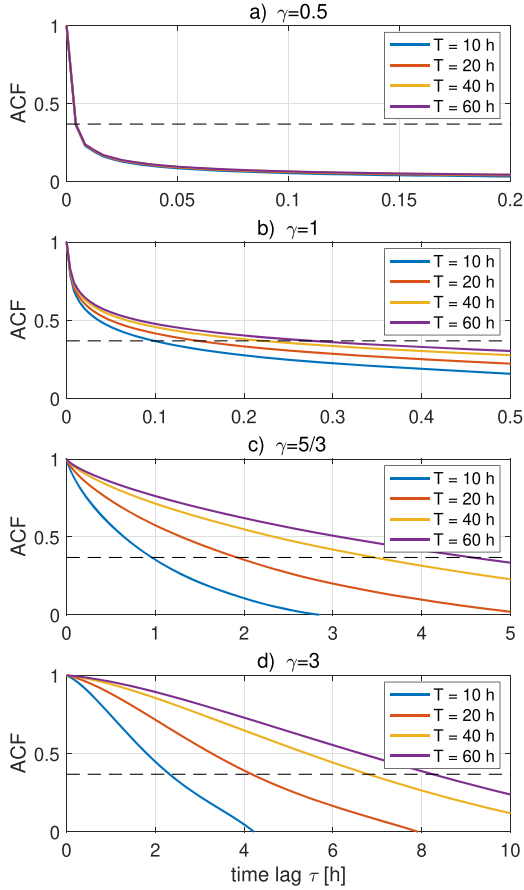 a) γ=0.5
ACF
1
0.5
0
0
0.05
0.1
0.15
0.2
T = 10 h
T = 20 h
T = 40 h
T = 60 h
b) γ=1
ACF
1
0.5
0
0
0.1
0.2
0.3
0.4
0.5
T = 10 h
T = 20 h
T = 40 h
T = 60 h
c) γ=5/3
ACF
1
0.5
0
0
1
2
3
4
5
T = 10 h
T = 20 h
T = 40 h
T = 60 h
d) γ=3
ACF
1
0.5
0
0
2
4
6
8
10
T = 10 h
T = 20 h
T = 40 h
T = 60 h
time lag τ [h]